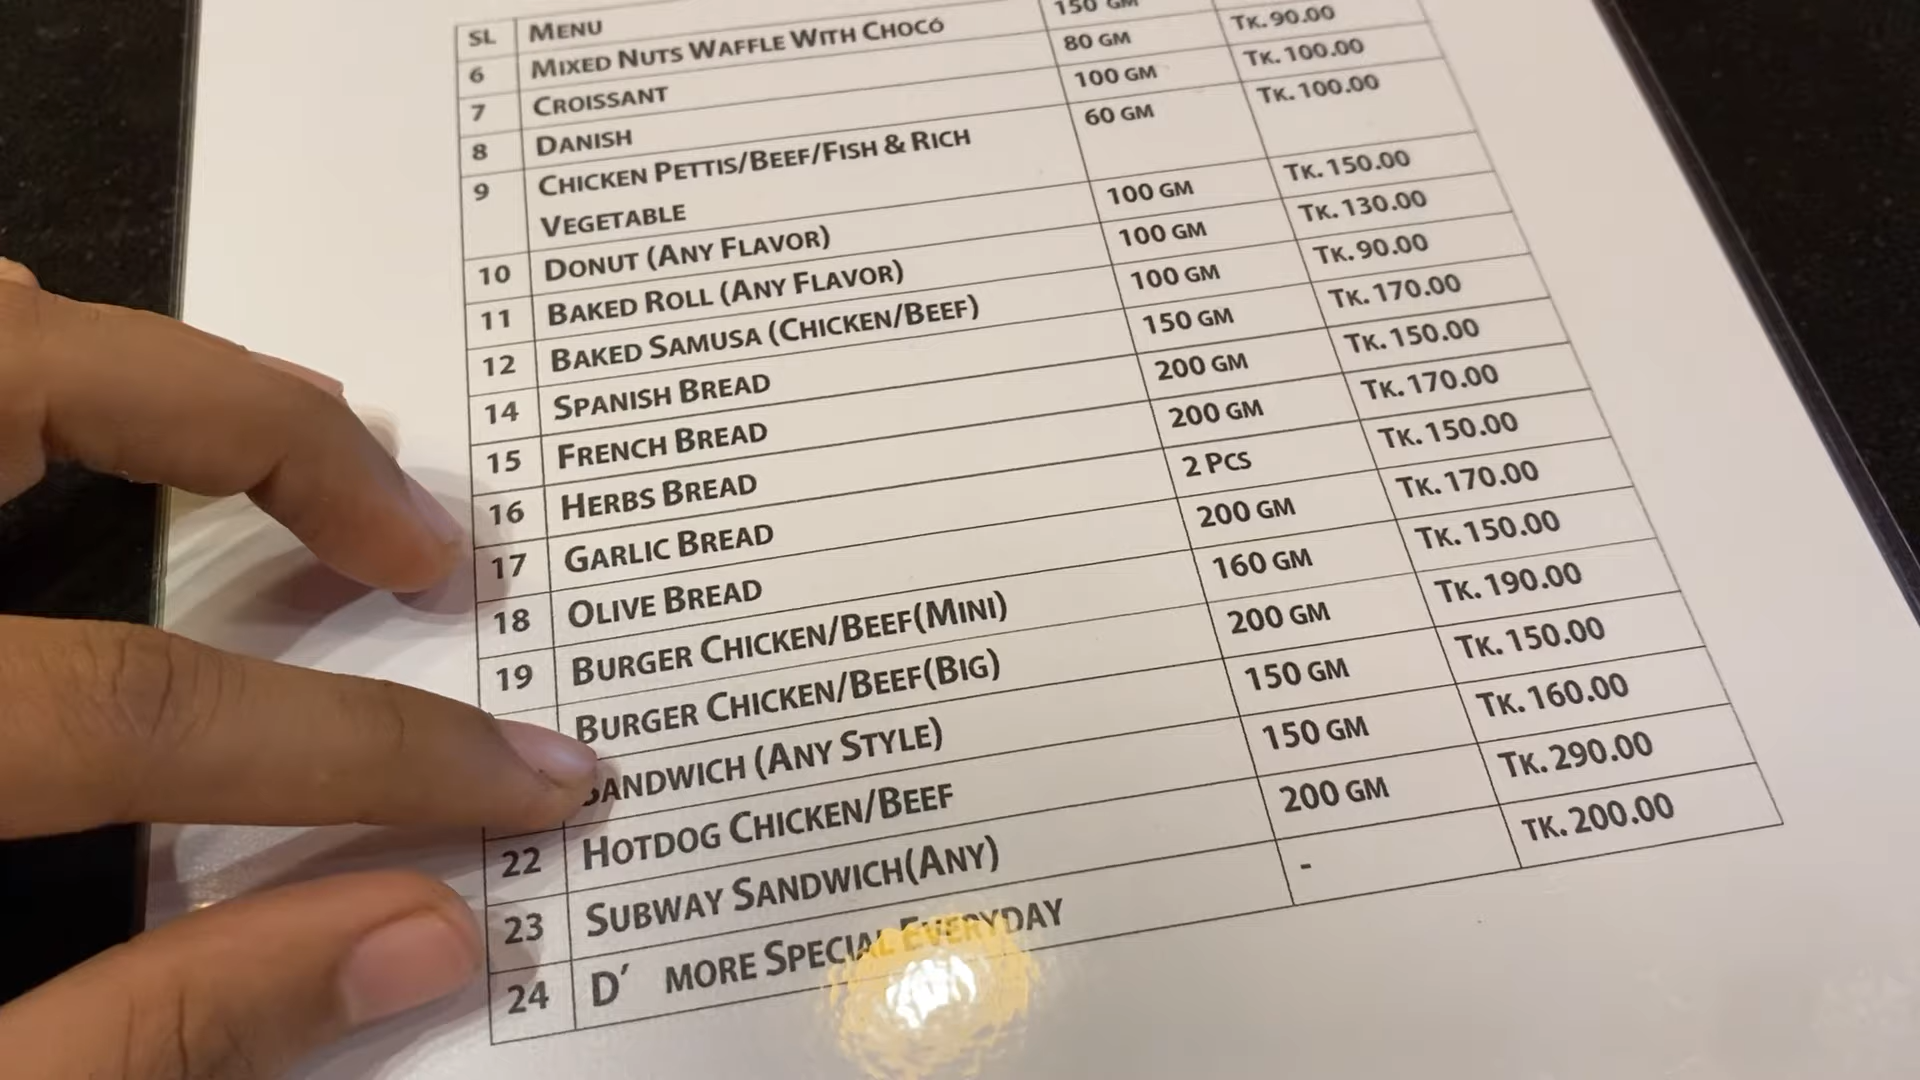 SL MENU
6 MIXED NUTS WAFFLE WITH CHOCÓ 150 GM
7 CROISSANT 80 GM TK.90.00
8 DANISH 100 GM TK.100.00
9 CHICKEN PETTIS/BEEF/FISH & RICH 60 GM TK.100.00
VEGETABLE
10 DONUT (ANY FLAVOR) 100 GM TK.150.00
11 BAKED ROLL (ANY FLAVOR) 100 GM TK.130.00
12 BAKED SAMUSA (CHICKEN/BEEF) 100 GM TK.90.00
14 SPANISH BREAD 150 GM TK.170.00
15 FRENCH BREAD 200 GM TK.150.00
16 HERBS BREAD 200 GM TK.170.00
17 GARLIC BREAD 2 PCS TK.150.00
18 OLIVE BREAD 200 GM TK.170.00
19 BURGER CHICKEN/BEEF(MINI) 160 GM TK.150.00
BURGER CHICKEN/BEEF(BIG) 200 GM TK.190.00
SANDWICH (ANY STYLE) 150 GM TK.150.00
22 HOTDOG CHICKEN/BEEF 150 GM TK.160.00
23 SUBWAY SANDWICH(ANY) 200 GM TK.290.00
24 D' MORE SPECIAL EVERYDAY - TK.200.00